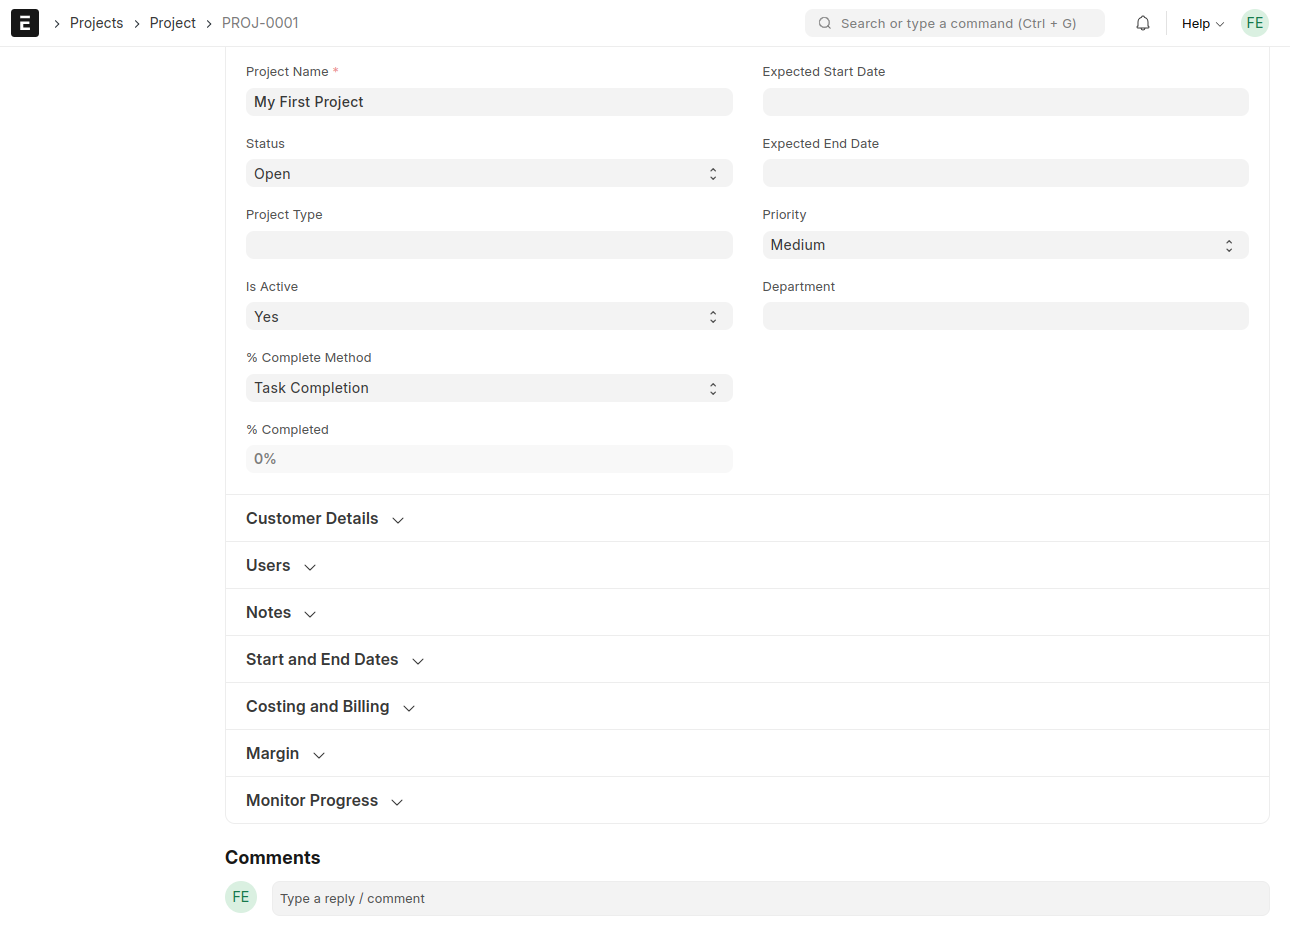 E
Projects
Project
PROJ-0001
Search or type a command (Ctrl + G)
Help
FE
Project Name *
My First Project
Status
Open
Project Type
Is Active
Yes
% Complete Method
Task Completion
% Completed
0%
Expected Start Date
Expected End Date
Priority
Medium
Department
Customer Details
Users
Notes
Start and End Dates
Costing and Billing
Margin
Monitor Progress
Comments
FE
Type a reply / comment